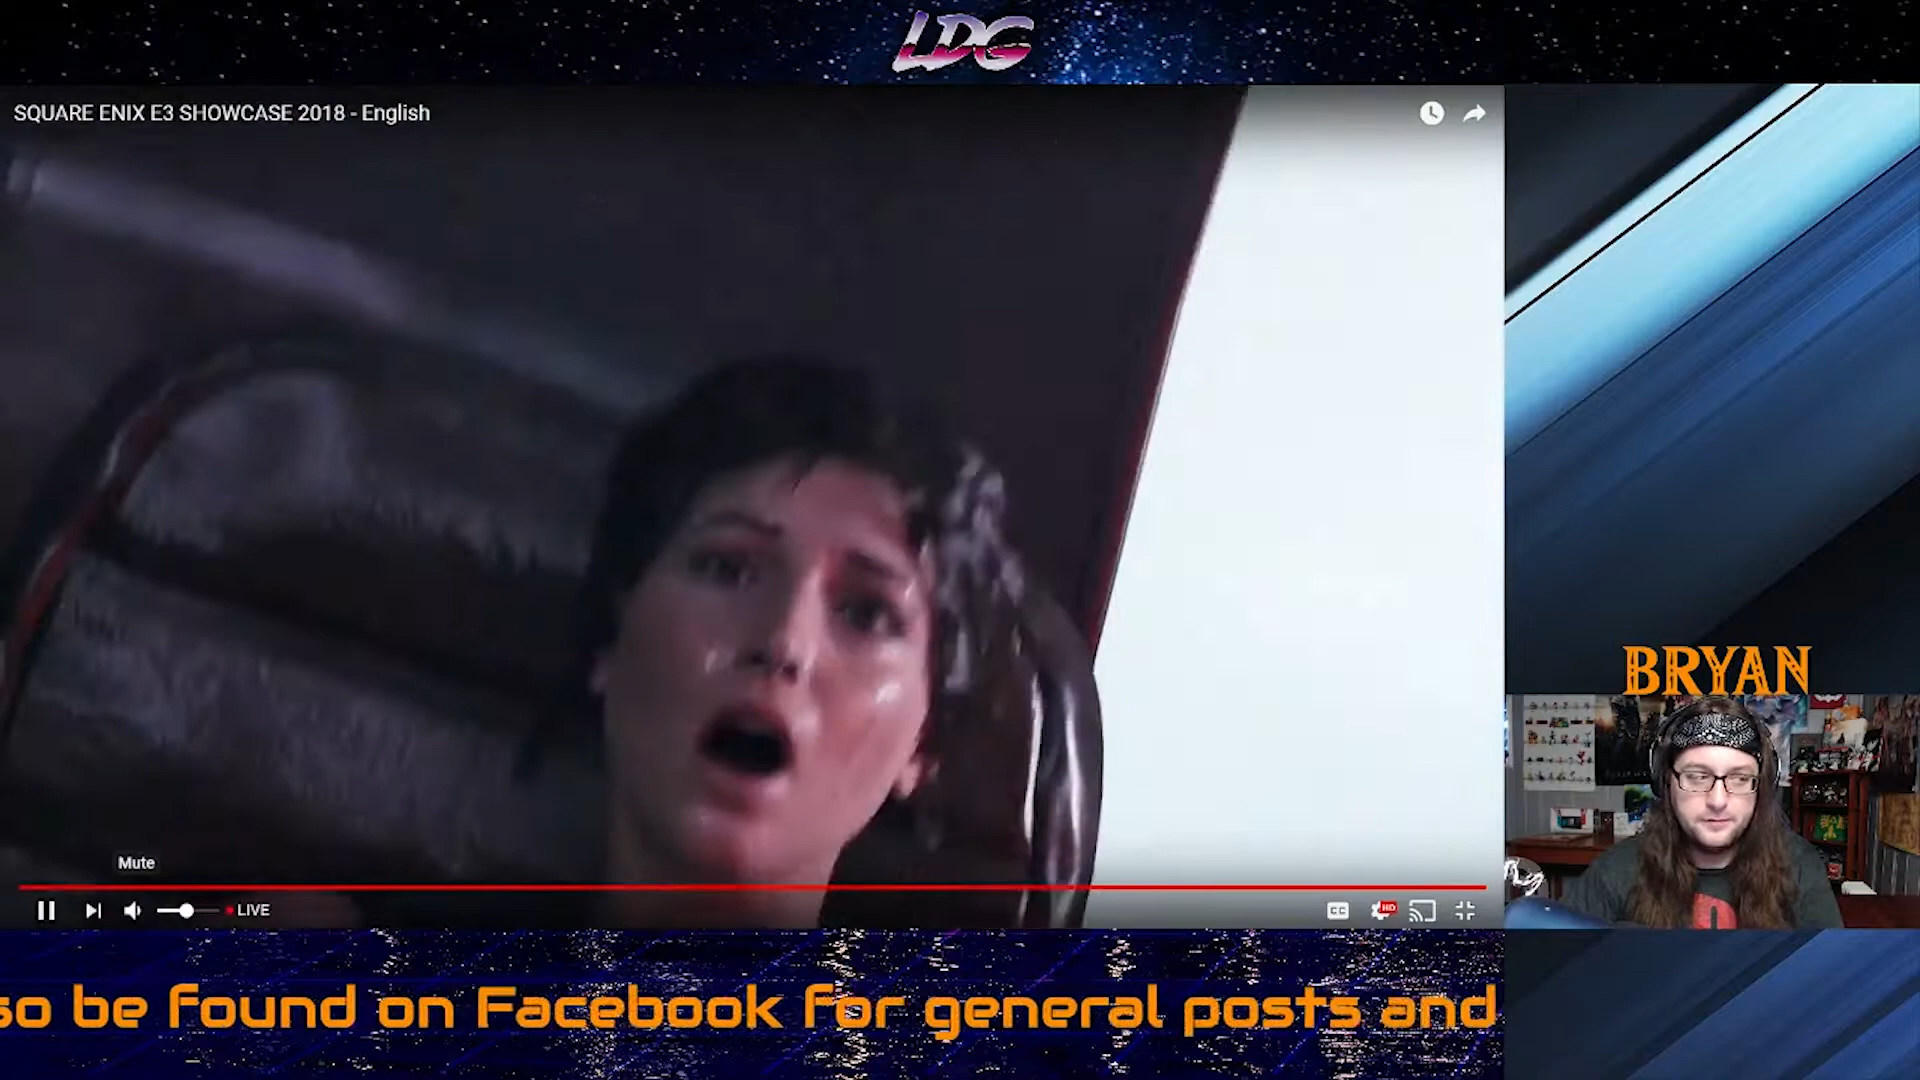 LDG
SQUARE ENIX E3 SHOWCASE 2018 - English
BRYAN
Mute
LIVE
CC
HD
so be found on Facebook for general posts and